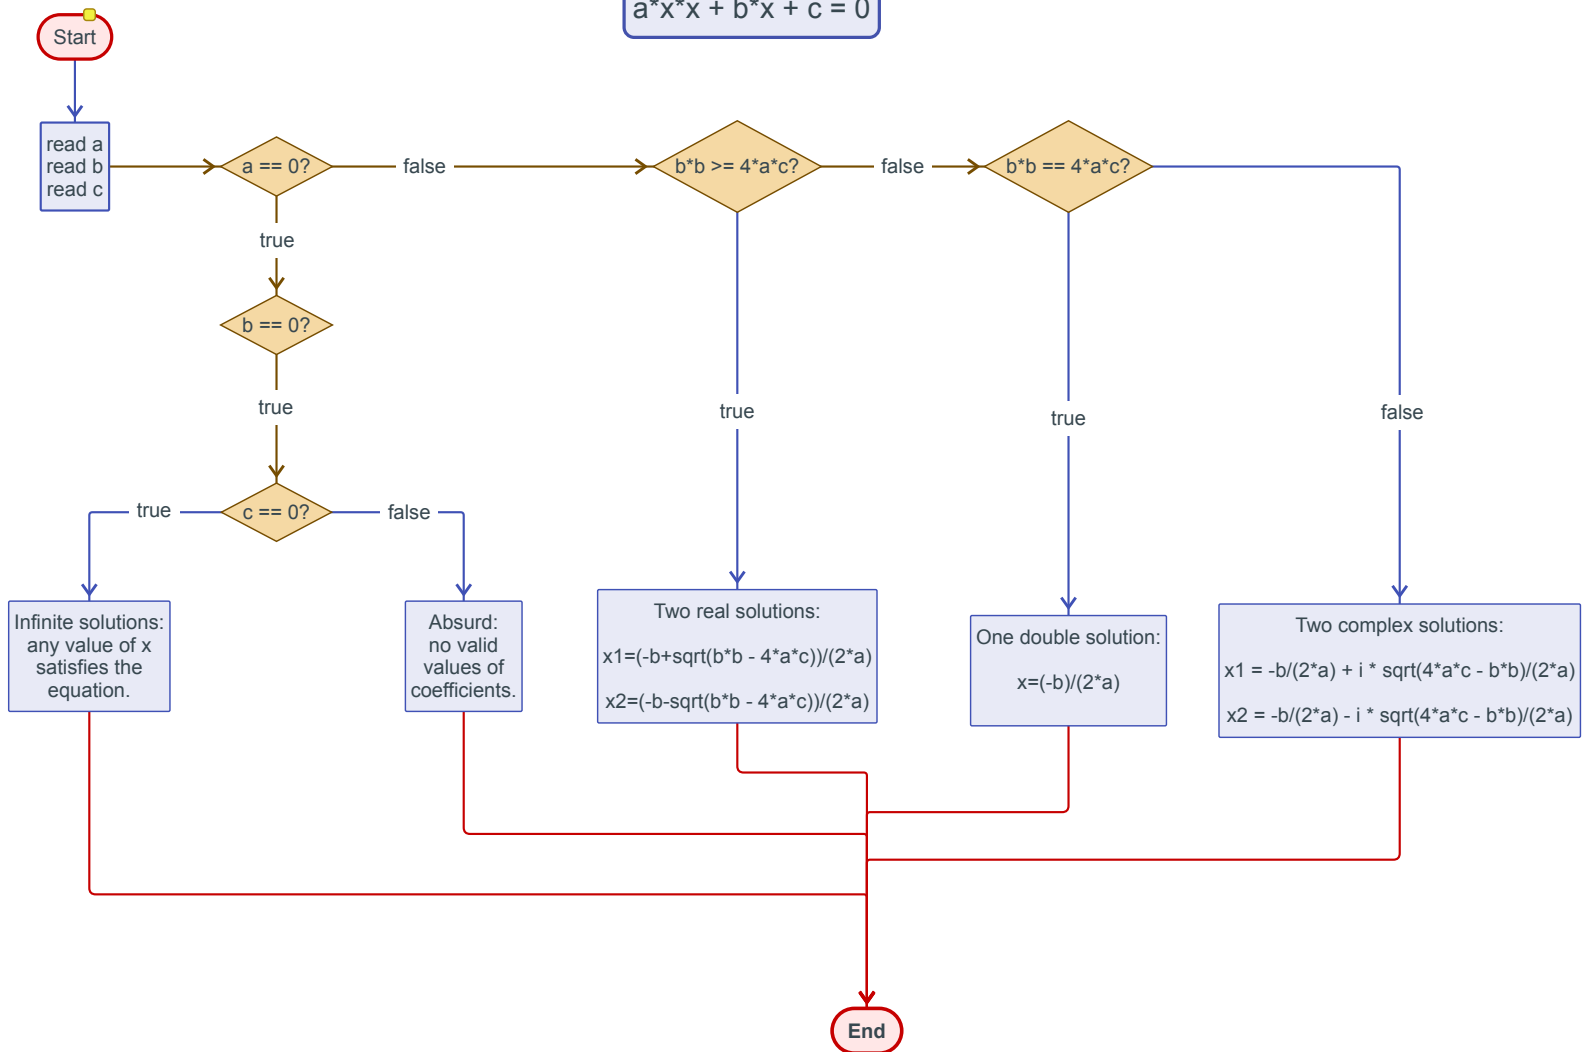 a*x*x + b*x + c = 0
Start
read a
read b
read c
a == 0?
false
b*b >= 4*a*c?
false
b*b == 4*a*c?
true
b == 0?
true
true
true
false
true
c == 0?
false
Infinite solutions:
any value of x
satisfies the
equation.
Absurd:
no valid
values of
coefficients.
Two real solutions:
x1=(-b+sqrt(b*b - 4*a*c))/(2*a)
x2=(-b-sqrt(b*b - 4*a*c))/(2*a)
One double solution:
x=(-b)/(2*a)
Two complex solutions:
x1 = -b/(2*a) + i * sqrt(4*a*c - b*b)/(2*a)
x2 = -b/(2*a) - i * sqrt(4*a*c - b*b)/(2*a)
End